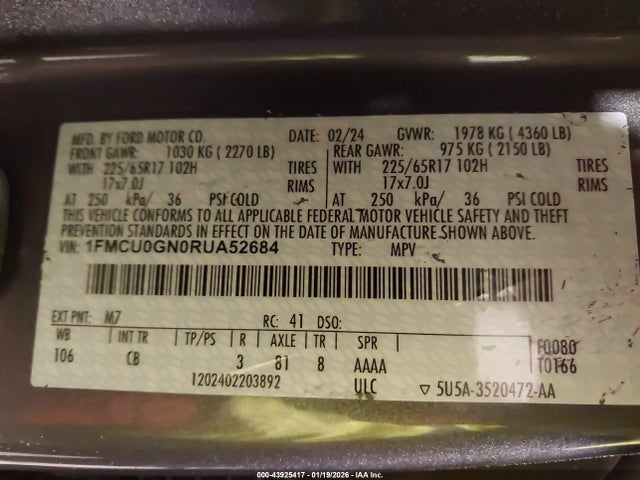 MFD. BY FORD MOTOR CO. DATE: 02/24 GVWR: 1978 KG ( 4360 LB)
FRONT GAWR: 1030 KG ( 2270 LB) REAR GAWR: 975 KG ( 2150 LB)
WITH 225/65R17 102H TIRES WITH 225/65R17 102H TIRES
17x7.0J RIMS 17x7.0J RIMS
AT 250 kPa/ 36 PSI COLD AT 250 kPa/ 36 PSI COLD
THIS VEHICLE CONFORMS TO ALL APPLICABLE FEDERAL MOTOR VEHICLE SAFETY AND THEFT
PREVENTION STANDARDS IN EFFECT ON THE DATE OF MANUFACTURE SHOWN ABOVE.
VIN: 1FMCU0GN0RUA52684 TYPE: MPV
EXT PNT: M7 RC: 41 DSO:
WB INT TR TP/PS R AXLE TR SPR F0080
106 CB 3 81 8 AAAA T0166
1202402203892 ULC ▽ 5U5A-3520472-AA
000-43925417 - 01/19/2026 - IAA Inc.